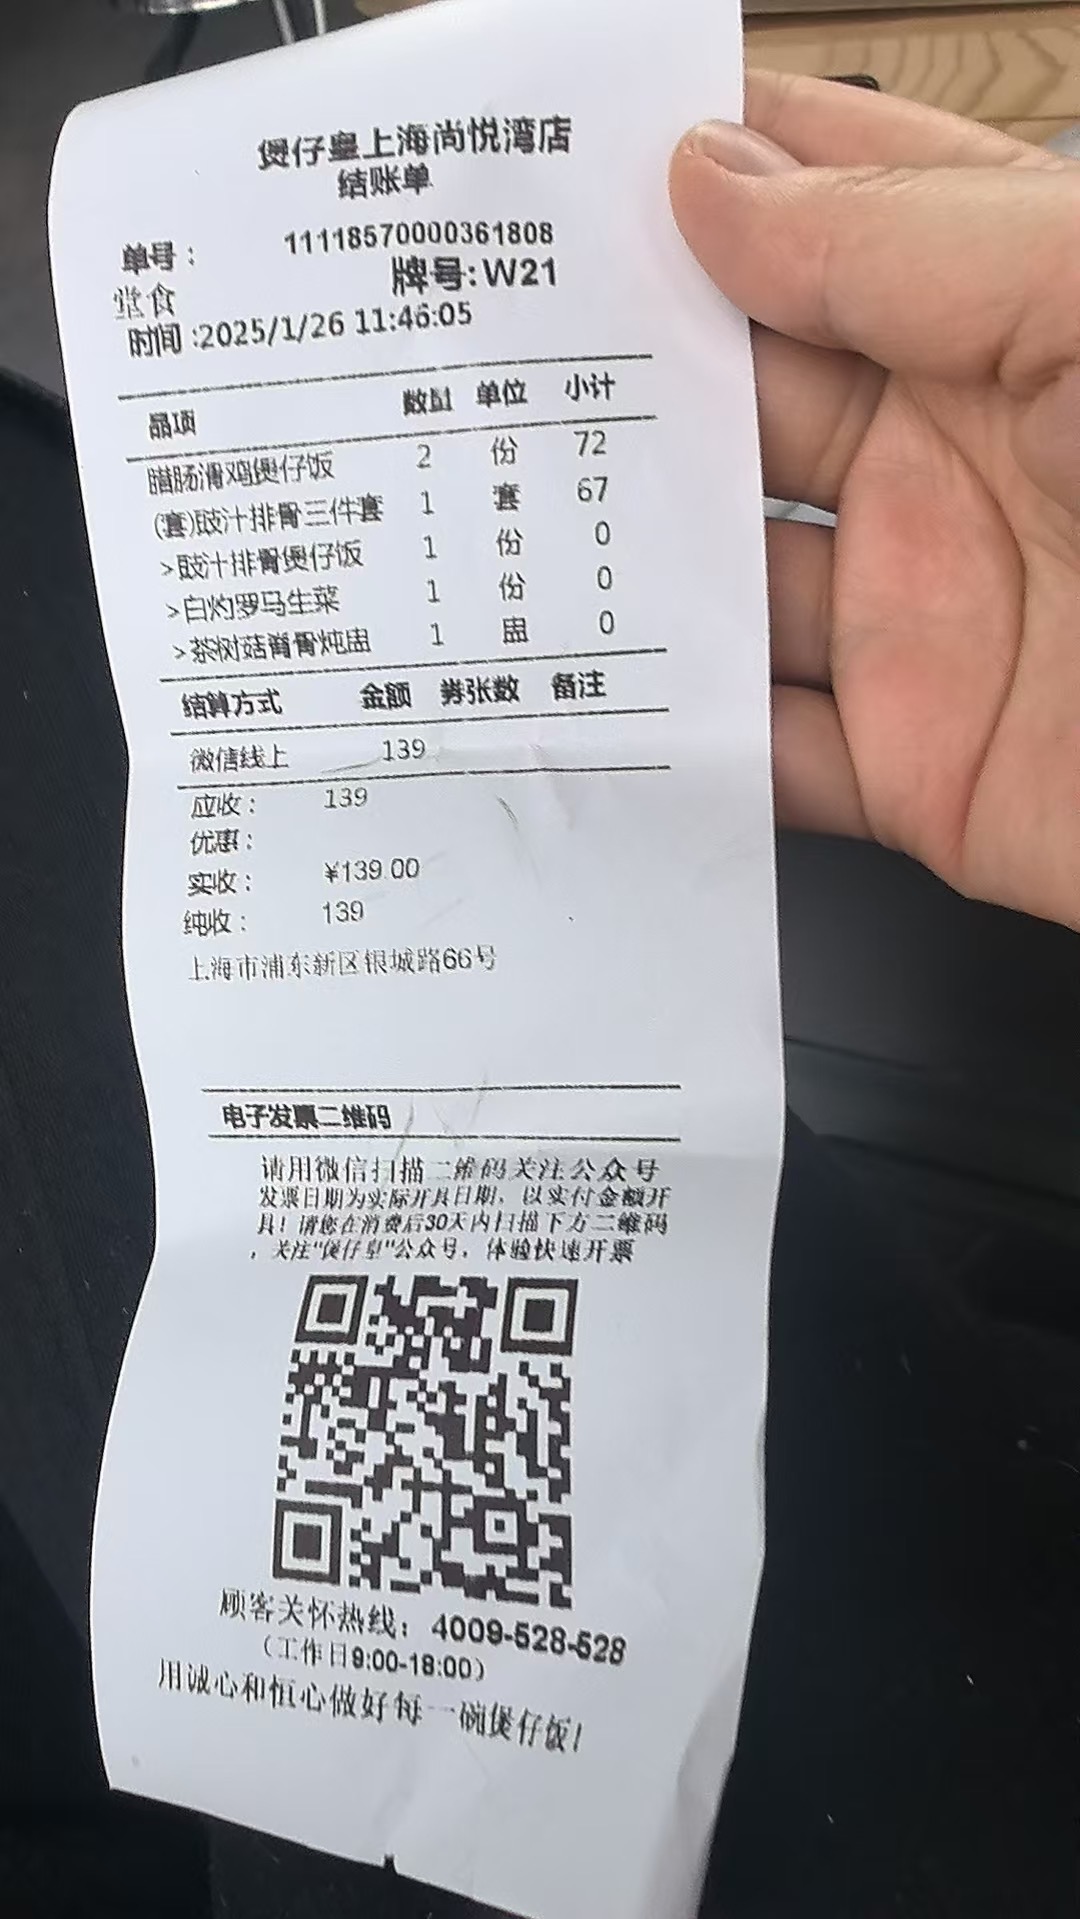 煲仔皇上海尚悦湾店
结账单
单号： 11118570000361808
堂食 牌号:W21
时间:2025/1/26 11:46:05
品项 数量 单位 小计
腊肠滑鸡煲仔饭 2 份 72
(套)豉汁排骨三件套 1 套 67
>豉汁排骨煲仔饭 1 份 0
>白灼罗马生菜 1 份 0
>茶树菇脊骨炖盅 1 盅 0
结算方式 金额 券张数 备注
微信线上 139
应收： 139
优惠：
实收： ¥139.00
纯收： 139
上海市浦东新区银城路66号
电子发票二维码
请用微信扫描二维码关注公众号
发票日期为实际开具日期，以实付金额开
具！请您在消费后30天内扫描下方二维码
，关注"煲仔皇"公众号，体验快速开票
顾客关怀热线：4009-528-528
（工作日9:00-18:00）
用诚心和恒心做好每一碗煲仔饭!